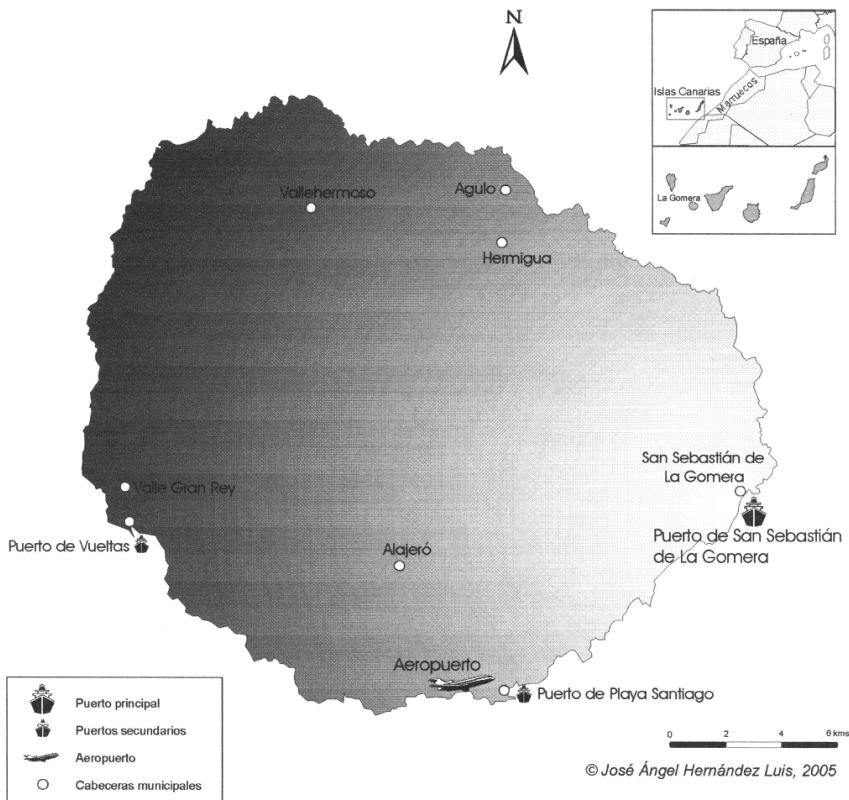 N
España
Islas Canarias
Marruecos
La Gomera
Vallehermoso
Agulo
Hermigua
San Sebastián de
La Gomera
Valle Gran Rey
Puerto de San Sebastián
de La Gomera
Puerto de Vueltas
Alajeró
Aeropuerto
Puerto de Playa Santiago
Puerto principal
Puertos secundarios
Aeropuerto
Cabeceras municipales
0 2 4 6 kms
© José Ángel Hernández Luis, 2005